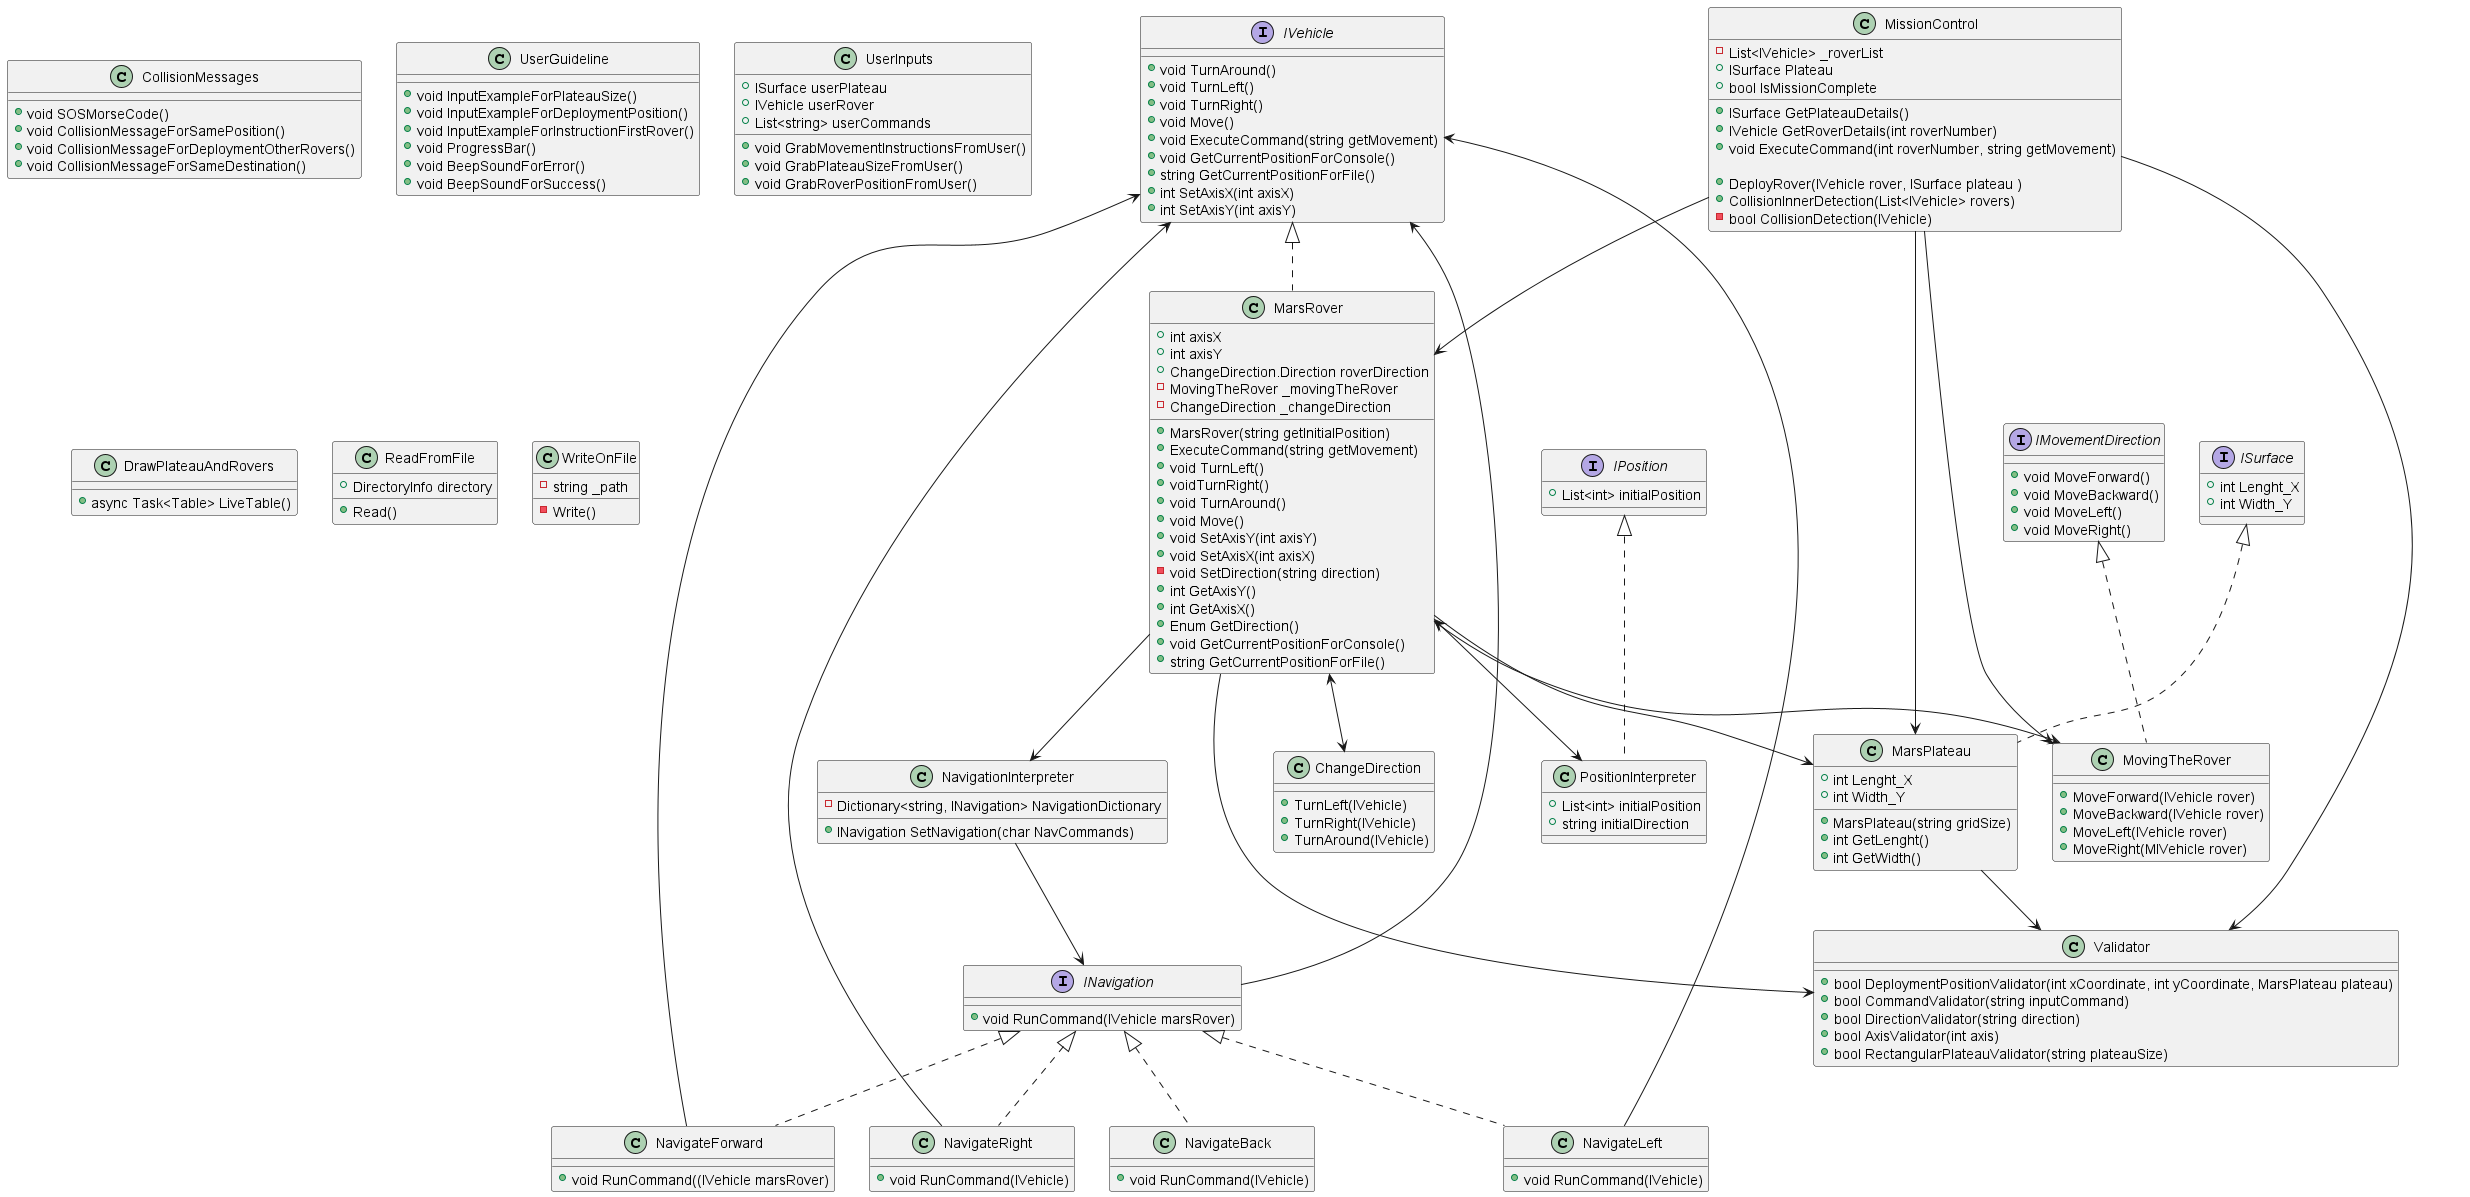 CollisionMessages
void SOSMorseCode()
void CollisionMessageForSamePosition()
void CollisionMessageForDeploymentOtherRovers()
void CollisionMessageForSameDestination()
C UserGuideline
void InputExampleForPlateauSize()
void InputExampleForDeploymentPosition()
void InputExampleForInstructionFirstRover()
void ProgressBar()
void BeepSoundForError()
void BeepSoundForSuccess()
C UserInputs
ISurface userPlateau
IVehicle userRover
List<string> userCommands
void GrabMovementInstructionsFromUser()
void GrabPlateauSizeFromUser()
void GrabRoverPositionFromUser()
I IVehicle
void TurnAround()
void TurnLeft()
void TurnRight()
void Move()
void ExecuteCommand(string getMovement)
void GetCurrentPositionForConsole()
string GetCurrentPositionForFile()
int SetAxisX(int axisX)
int SetAxisY(int axisY)
C MissionControl
List<IVehicle> _roverList
ISurface Plateau
bool IsMissionComplete
ISurface GetPlateauDetails()
IVehicle GetRoverDetails(int roverNumber)
void ExecuteCommand(int roverNumber, string getMovement)
DeployRover(IVehicle rover, ISurface plateau )
CollisionInnerDetection(List<IVehicle> rovers)
bool CollisionDetection(IVehicle)
C MarsRover
int axisX
int axisY
ChangeDirection.Direction roverDirection
MovingTheRover _movingTheRover
ChangeDirection _changeDirection
MarsRover(string getInitialPosition)
ExecuteCommand(string getMovement)
void TurnLeft()
voidTurnRight()
void TurnAround()
void Move()
void SetAxisY(int axisY)
void SetAxisX(int axisX)
void SetDirection(string direction)
int GetAxisY()
int GetAxisX()
Enum GetDirection()
void GetCurrentPositionForConsole()
string GetCurrentPositionForFile()
C DrawPlateauAndRovers
async Task<Table> LiveTable()
C ReadFromFile
DirectoryInfo directory
Read()
C WriteOnFile
string _path
Write()
I IPosition
List<int> initialPosition
I IMovementDirection
void MoveForward()
void MoveBackward()
void MoveLeft()
void MoveRight()
I ISurface
int Lenght_X
int Width_Y
C NavigationInterpreter
Dictionary<string, INavigation> NavigationDictionary
INavigation SetNavigation(char NavCommands)
C ChangeDirection
TurnLeft(IVehicle)
TurnRight(IVehicle)
TurnAround(IVehicle)
C PositionInterpreter
List<int> initialPosition
string initialDirection
C MarsPlateau
int Lenght_X
int Width_Y
MarsPlateau(string gridSize)
int GetLenght()
int GetWidth()
C MovingTheRover
MoveForward(IVehicle rover)
MoveBackward(IVehicle rover)
MoveLeft(IVehicle rover)
MoveRight(MIVehicle rover)
I INavigation
void RunCommand(IVehicle marsRover)
C Validator
bool DeploymentPositionValidator(int xCoordinate, int yCoordinate, MarsPlateau plateau)
bool CommandValidator(string inputCommand)
bool DirectionValidator(string direction)
bool AxisValidator(int axis)
bool RectangularPlateauValidator(string plateauSize)
C NavigateForward
void RunCommand((IVehicle marsRover)
C NavigateRight
void RunCommand(IVehicle)
C NavigateBack
void RunCommand(IVehicle)
C NavigateLeft
void RunCommand(IVehicle)